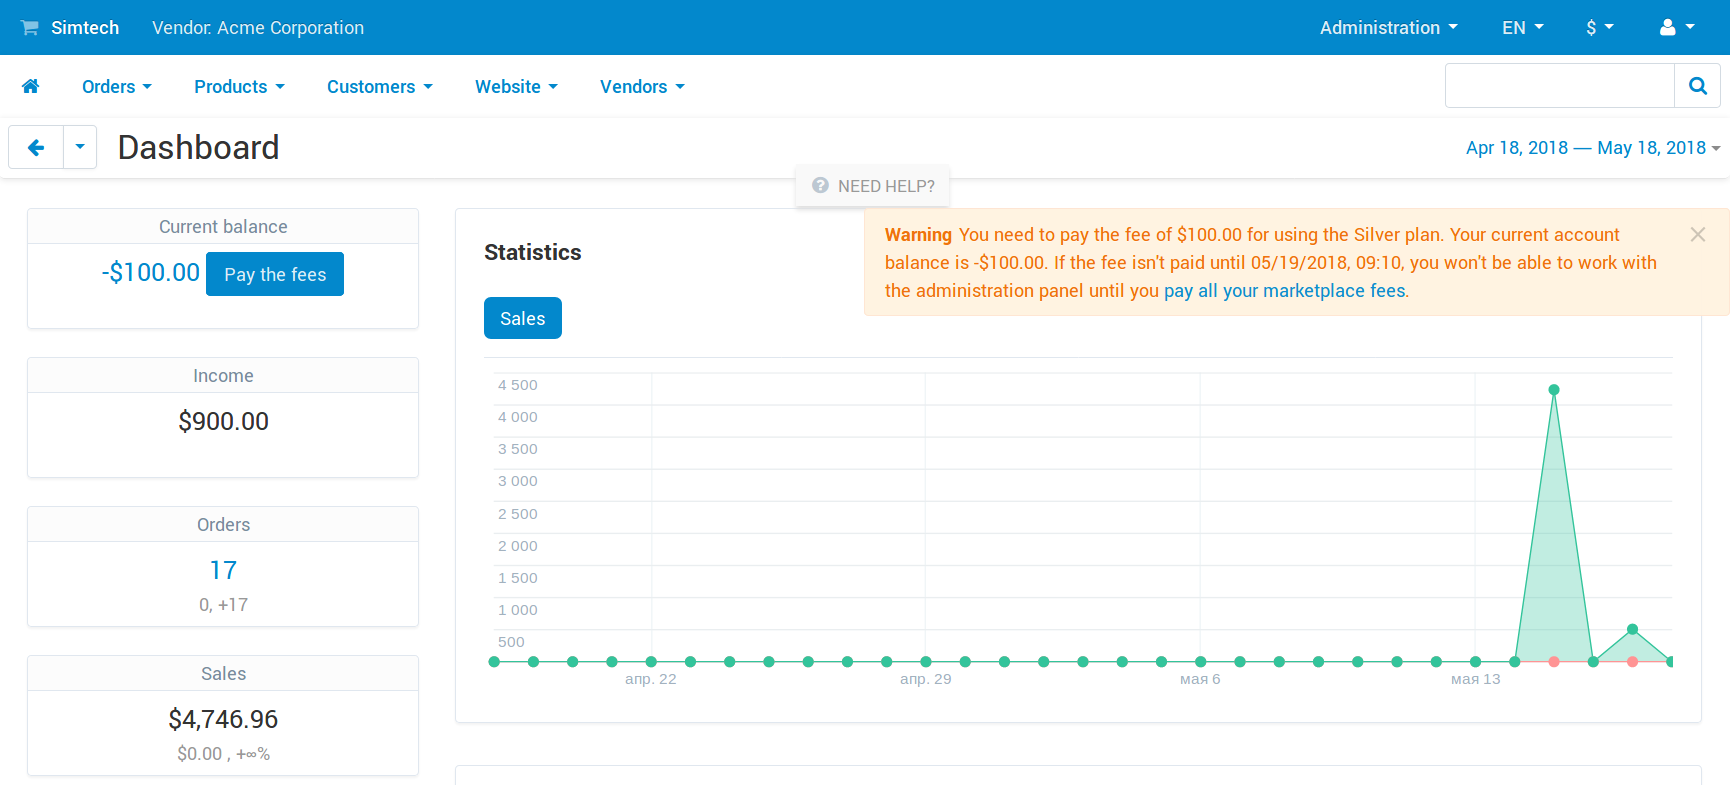 Simtech Vendor: Acme Corporation Administration EN $
Orders Products Customers Website Vendors
Dashboard Apr 18, 2018 — May 18, 2018
NEED HELP?
Current balance
-$100.00 Pay the fees
Income
$900.00
Orders
17
0, +17
Sales
$4,746.96
$0.00 , +∞%
Statistics
Warning You need to pay the fee of $100.00 for using the Silver plan. Your current account
balance is -$100.00. If the fee isn't paid until 05/19/2018, 09:10, you won't be able to work with
the administration panel until you pay all your marketplace fees.
Sales
4 500
4 000
3 500
3 000
2 500
2 000
1 500
1 000
500
апр. 22 апр. 29 мая 6 мая 13